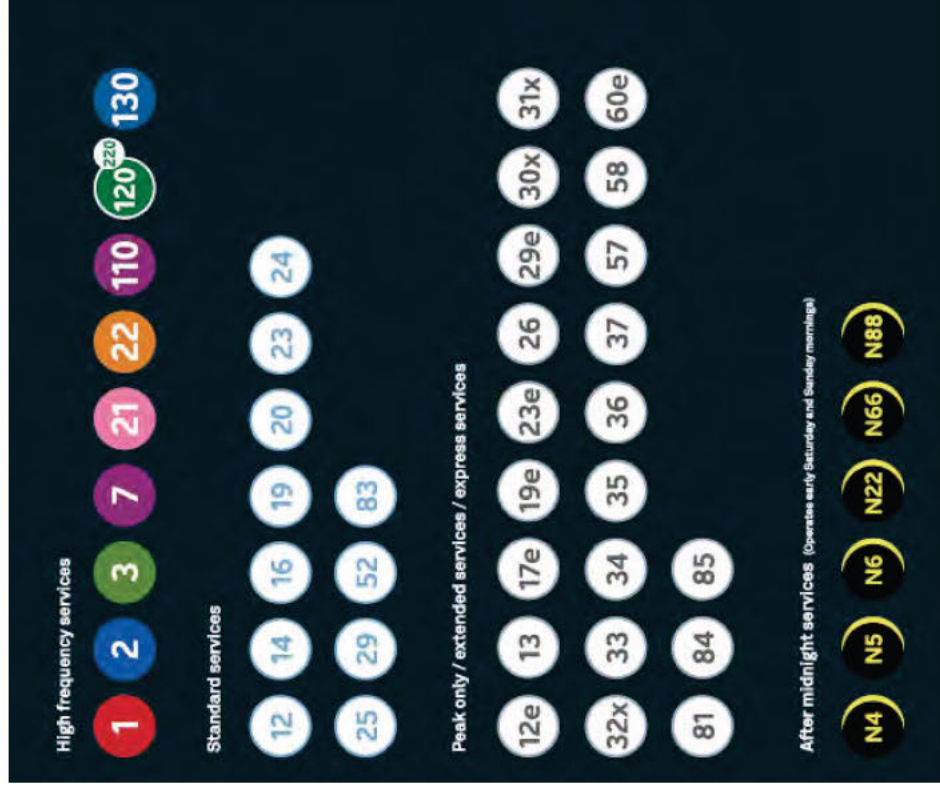 High frequency services
1 2 3 7 21 22 110 120 220 130
Standard services
12 14 16 19 20 23 24
25 29 52 83
Peak only / extended services / express services
12e 13 17e 19e 23e 26 29e 30x 31x
32x 33 34 35 36 37 57 58 60e
81 84 85
After midnight services (Operates early Saturday and Sunday mornings)
N4 N5 N6 N22 N66 N88